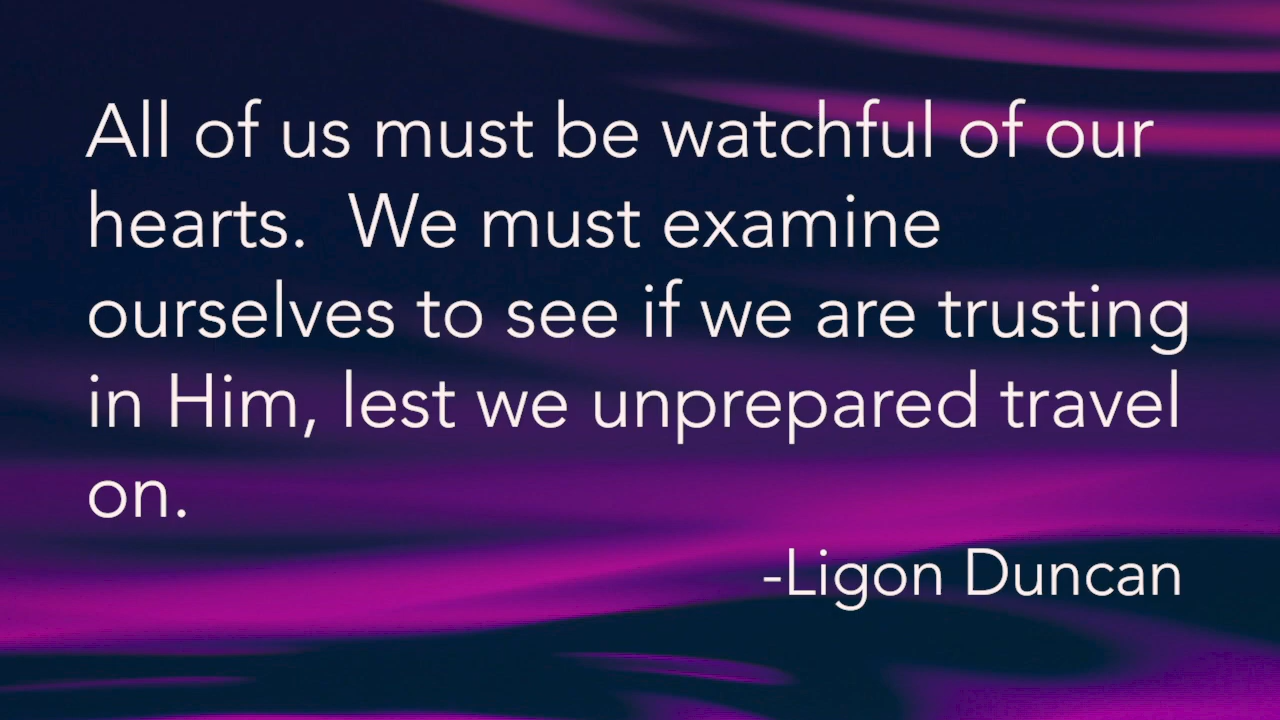 All of us must be watchful of our
hearts.  We must examine
ourselves to see if we are trusting
in Him, lest we unprepared travel
on.
-Ligon Duncan